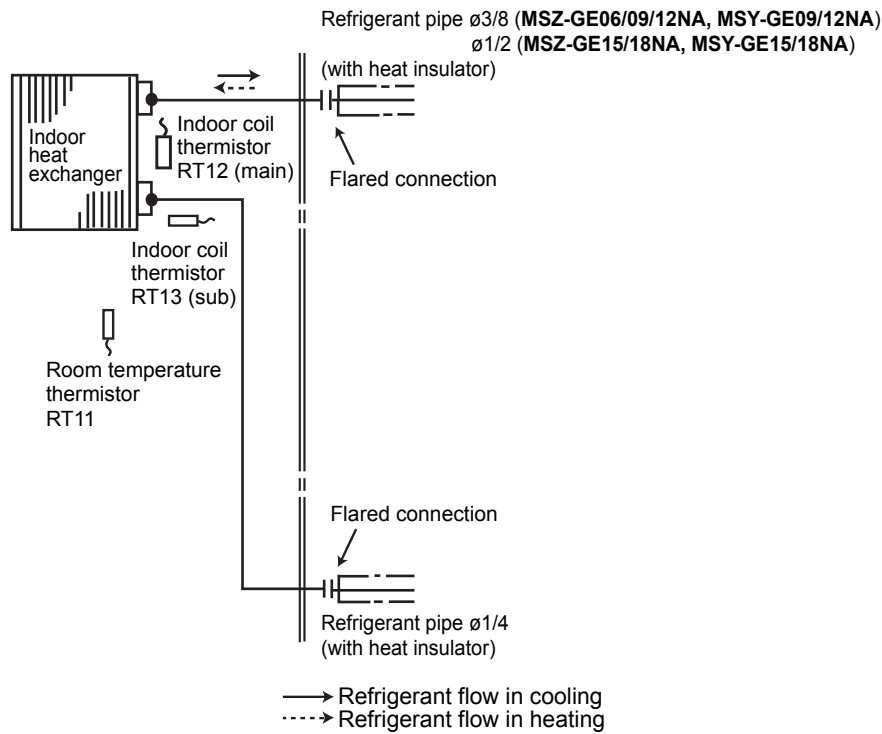 Refrigerant pipe ø3/8 (MSZ-GE06/09/12NA, MSY-GE09/12NA)
ø1/2 (MSZ-GE15/18NA, MSY-GE15/18NA)
(with heat insulator)
Indoor
heat
exchanger
Indoor coil
thermistor
RT12 (main)
Flared connection
Indoor coil
thermistor
RT13 (sub)
Room temperature
thermistor
RT11
Flared connection
Refrigerant pipe ø1/4
(with heat insulator)
Refrigerant flow in cooling
Refrigerant flow in heating